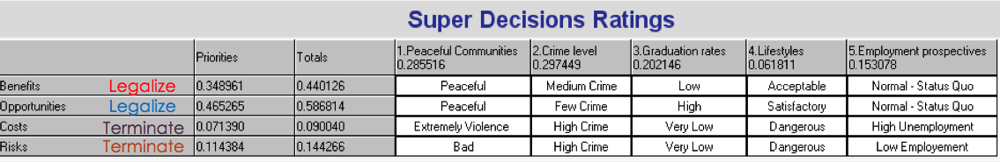 Super Decisions Ratings
Priorities Totals 1.Peaceful Communities 2.Crime level 3.Graduation rates 4.Lifestyles 5.Employment prospectives
0.285516 0.297449 0.202146 0.061811 0.153078
Benefits Legalize 0.348961 0.440126 Peaceful Medium Crime Low Acceptable Normal - Status Quo
Opportunities Legalize 0.465265 0.586814 Peaceful Few Crime High Satisfactory Normal - Status Quo
Costs Terminate 0.071390 0.090040 Extremely Violence High Crime Very Low Dangerous High Unemployment
Risks Terminate 0.114384 0.144266 Bad High Crime Very Low Dangerous Low Employement